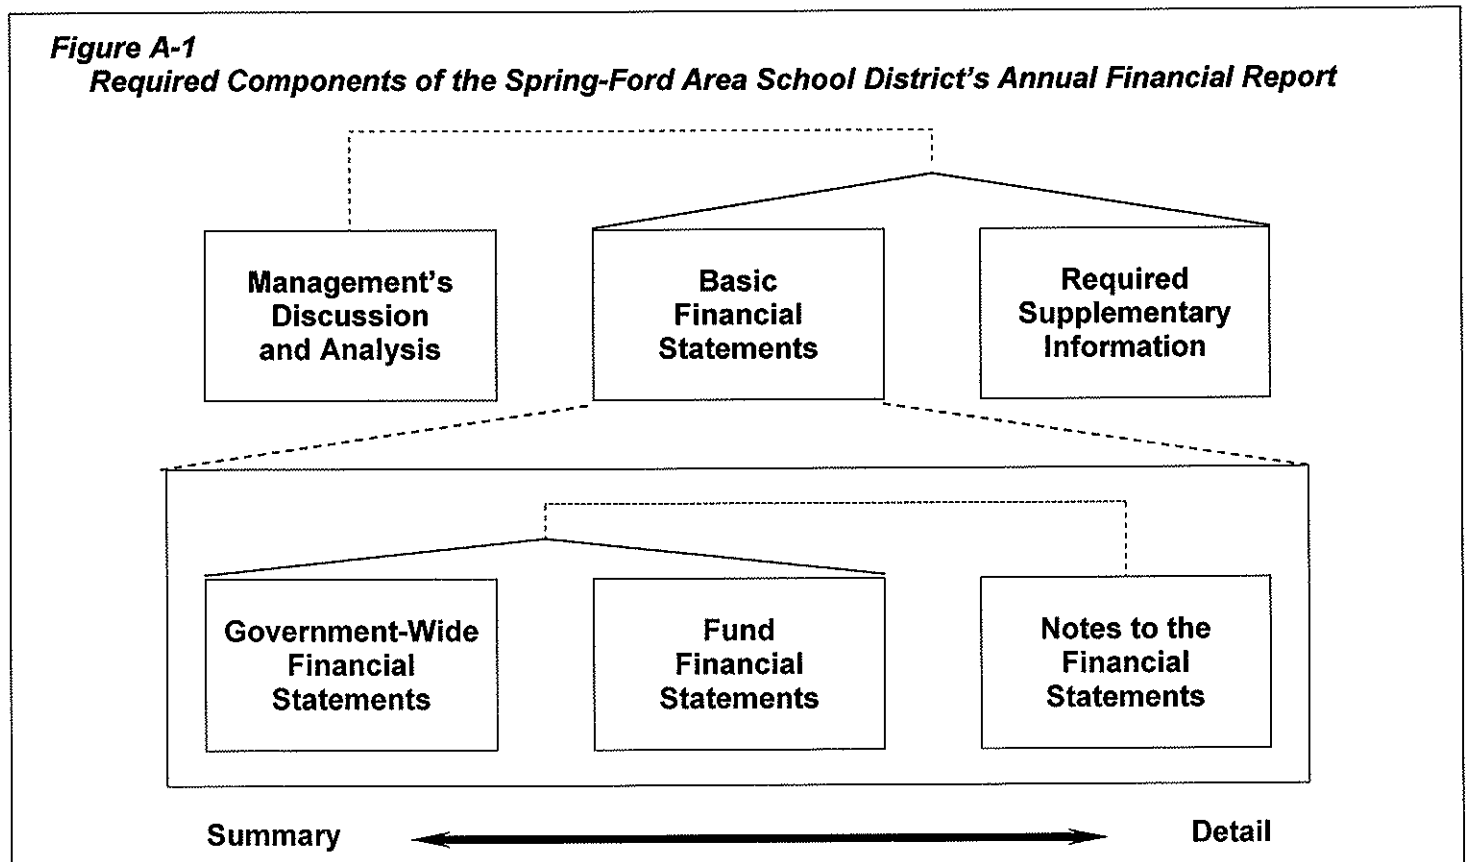 Figure A-1
Required Components of the Spring-Ford Area School District's Annual Financial Report
Management's
Discussion
and Analysis
Basic
Financial
Statements
Required
Supplementary
Information
Government-Wide
Financial
Statements
Fund
Financial
Statements
Notes to the
Financial
Statements
Summary
Detail